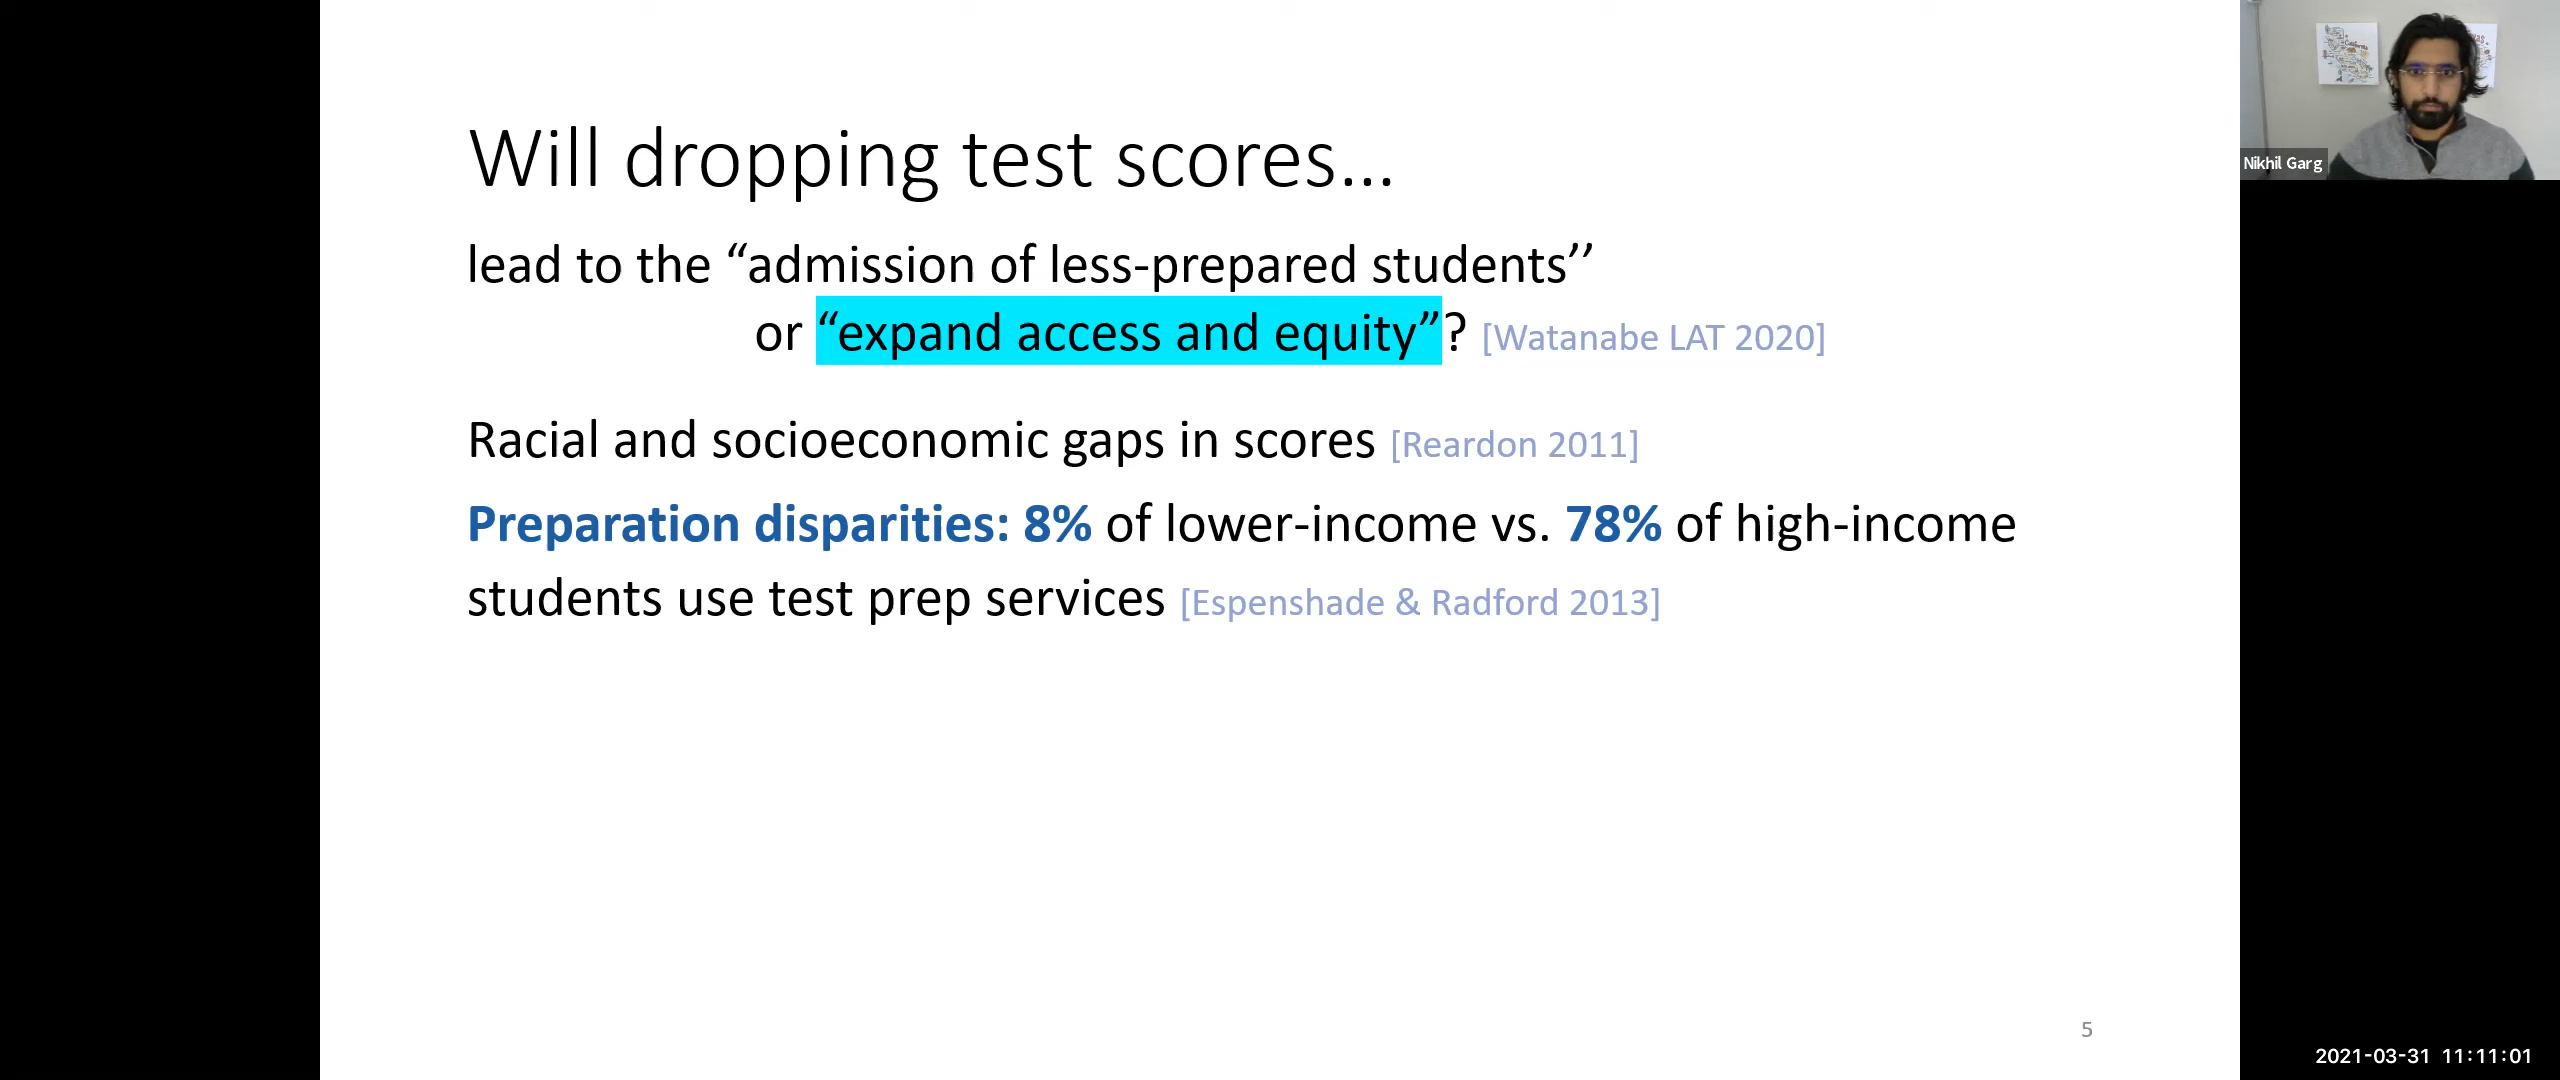 Will dropping test scores...
lead to the “admission of less-prepared students’’
or “expand access and equity”? [Watanabe LAT 2020]
Racial and socioeconomic gaps in scores [Reardon 2011]
Preparation disparities: 8% of lower-income vs. 78% of high-income
students use test prep services [Espenshade & Radford 2013]
5
Nikhil Garg
2021-03-31 11:11:01